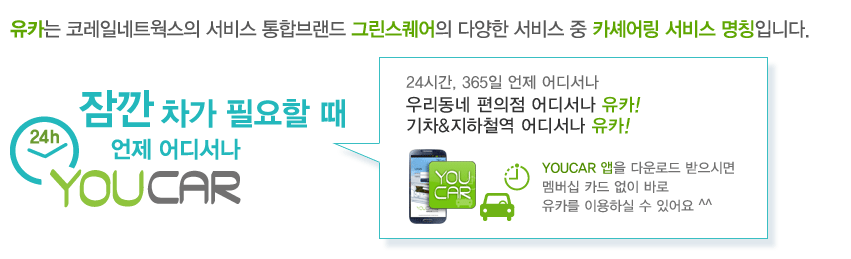 유카는 코레일네트웍스의 서비스 통합브랜드 그린스퀘어의 다양한 서비스 중 카셰어링 서비스 명칭입니다.
잠깐 차가 필요할 때
24h
언제 어디서나
YOUCAR
24시간, 365일 언제 어디서나
우리동네 편의점 어디서나 유카!
기차&지하철역 어디서나 유카!
YOU
CAR
YOUCAR 앱을 다운로드 받으시면
멤버십 카드 없이 바로
유카를 이용하실 수 있어요 ^^